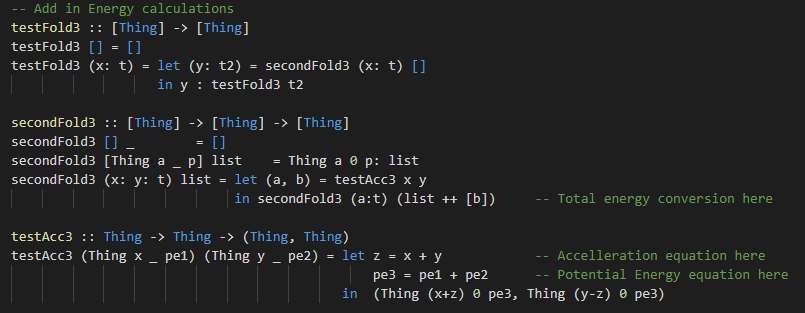 -- Add in Energy calculations
testFold3 :: [Thing] -> [Thing]
testFold3 [] = []
testFold3 (x: t) = let (y: t2) = secondFold3 (x: t) []
in y : testFold3 t2
secondFold3 :: [Thing] -> [Thing] -> [Thing]
secondFold3 [] _ = []
secondFold3 [Thing a _ p] list = Thing a 0 p: list
secondFold3 (x: y: t) list = let (a, b) = testAcc3 x y
in secondFold3 (a:t) (list ++ [b]) -- Total energy conversion here
testAcc3 :: Thing -> Thing -> (Thing, Thing)
testAcc3 (Thing x _ pe1) (Thing y _ pe2) = let z = x + y -- Accelleration equation here
pe3 = pe1 + pe2 -- Potential Energy equation here
in (Thing (x+z) 0 pe3, Thing (y-z) 0 pe3)